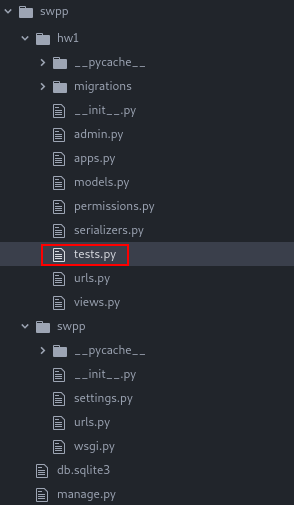 swpp
hw1
__pycache__
migrations
__init__.py
admin.py
apps.py
models.py
permissions.py
serializers.py
tests.py
urls.py
views.py
swpp
__pycache__
__init__.py
settings.py
urls.py
wsgi.py
db.sqlite3
manage.py